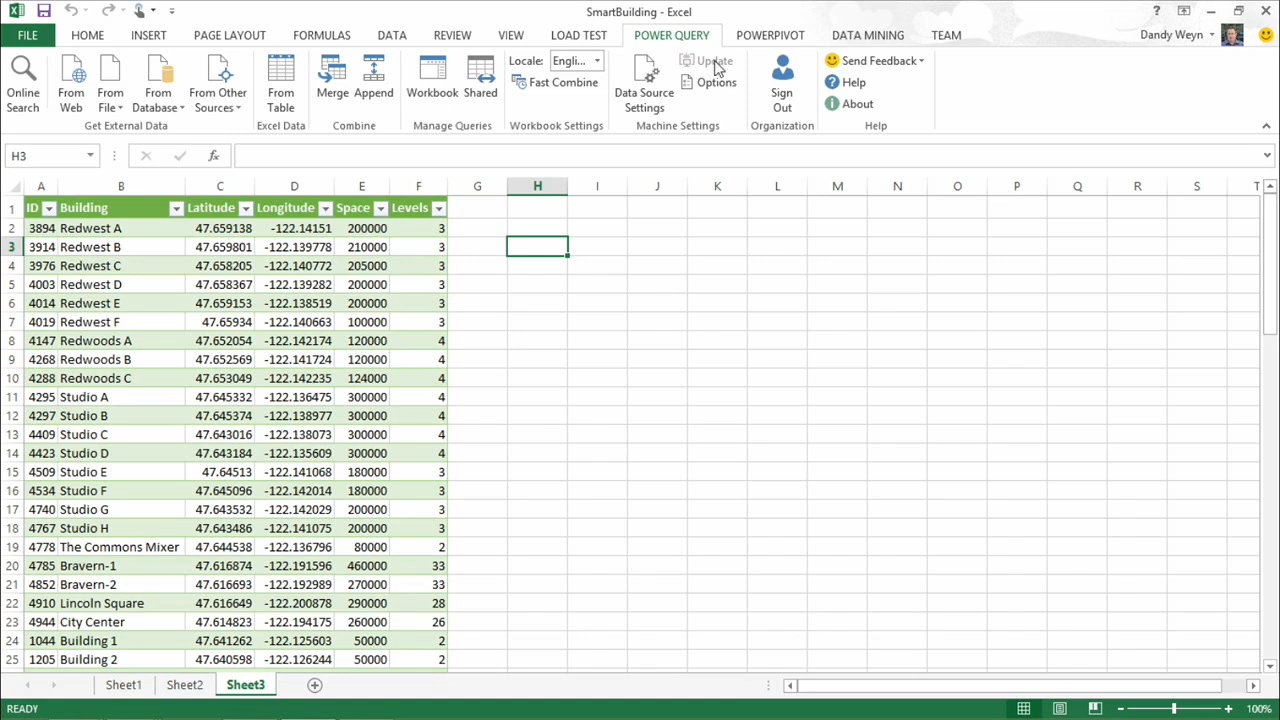 SmartBuilding - Excel
FILE HOME INSERT PAGE LAYOUT FORMULAS DATA REVIEW VIEW LOAD TEST POWER QUERY POWERPIVOT DATA MINING TEAM Dandy Weyn
Online Search
From Web
From File
From Database
From Other Sources
Get External Data
From Table
Excel Data
Merge
Append
Combine
Workbook
Shared
Manage Queries
Locale: Engli...
Fast Combine
Workbook Settings
Data Source Settings
Update
Options
Machine Settings
Sign Out
Organization
Send Feedback
Help
About
Help
H3 fx
A B C D E F G H I J K L M N O P Q R S T
1 ID Building Latitude Longitude Space Levels
2 3894 Redwest A 47.659138 -122.14151 200000 3
3 3914 Redwest B 47.659801 -122.139778 210000 3
4 3976 Redwest C 47.658205 -122.140772 205000 3
5 4003 Redwest D 47.658367 -122.139282 200000 3
6 4014 Redwest E 47.659153 -122.138519 200000 3
7 4019 Redwest F 47.65934 -122.140663 100000 3
8 4147 Redwoods A 47.652054 -122.142174 120000 4
9 4268 Redwoods B 47.652569 -122.141724 120000 4
10 4288 Redwoods C 47.653049 -122.142235 124000 4
11 4295 Studio A 47.645332 -122.136475 300000 4
12 4297 Studio B 47.645374 -122.138977 300000 4
13 4409 Studio C 47.643016 -122.138073 300000 4
14 4423 Studio D 47.643184 -122.135609 300000 4
15 4509 Studio E 47.64513 -122.141068 180000 3
16 4534 Studio F 47.645096 -122.142014 180000 3
17 4740 Studio G 47.643532 -122.142029 200000 3
18 4767 Studio H 47.643486 -122.141075 200000 3
19 4778 The Commons Mixer 47.644538 -122.136796 80000 2
20 4785 Bravern-1 47.616874 -122.191596 460000 33
21 4852 Bravern-2 47.616693 -122.192989 270000 33
22 4910 Lincoln Square 47.616649 -122.200878 290000 28
23 4944 City Center 47.614823 -122.194175 260000 26
24 1044 Building 1 47.641262 -122.125603 50000 2
25 1205 Building 2 47.640598 -122.126244 50000 2
Sheet1 Sheet2 Sheet3
READY 100%